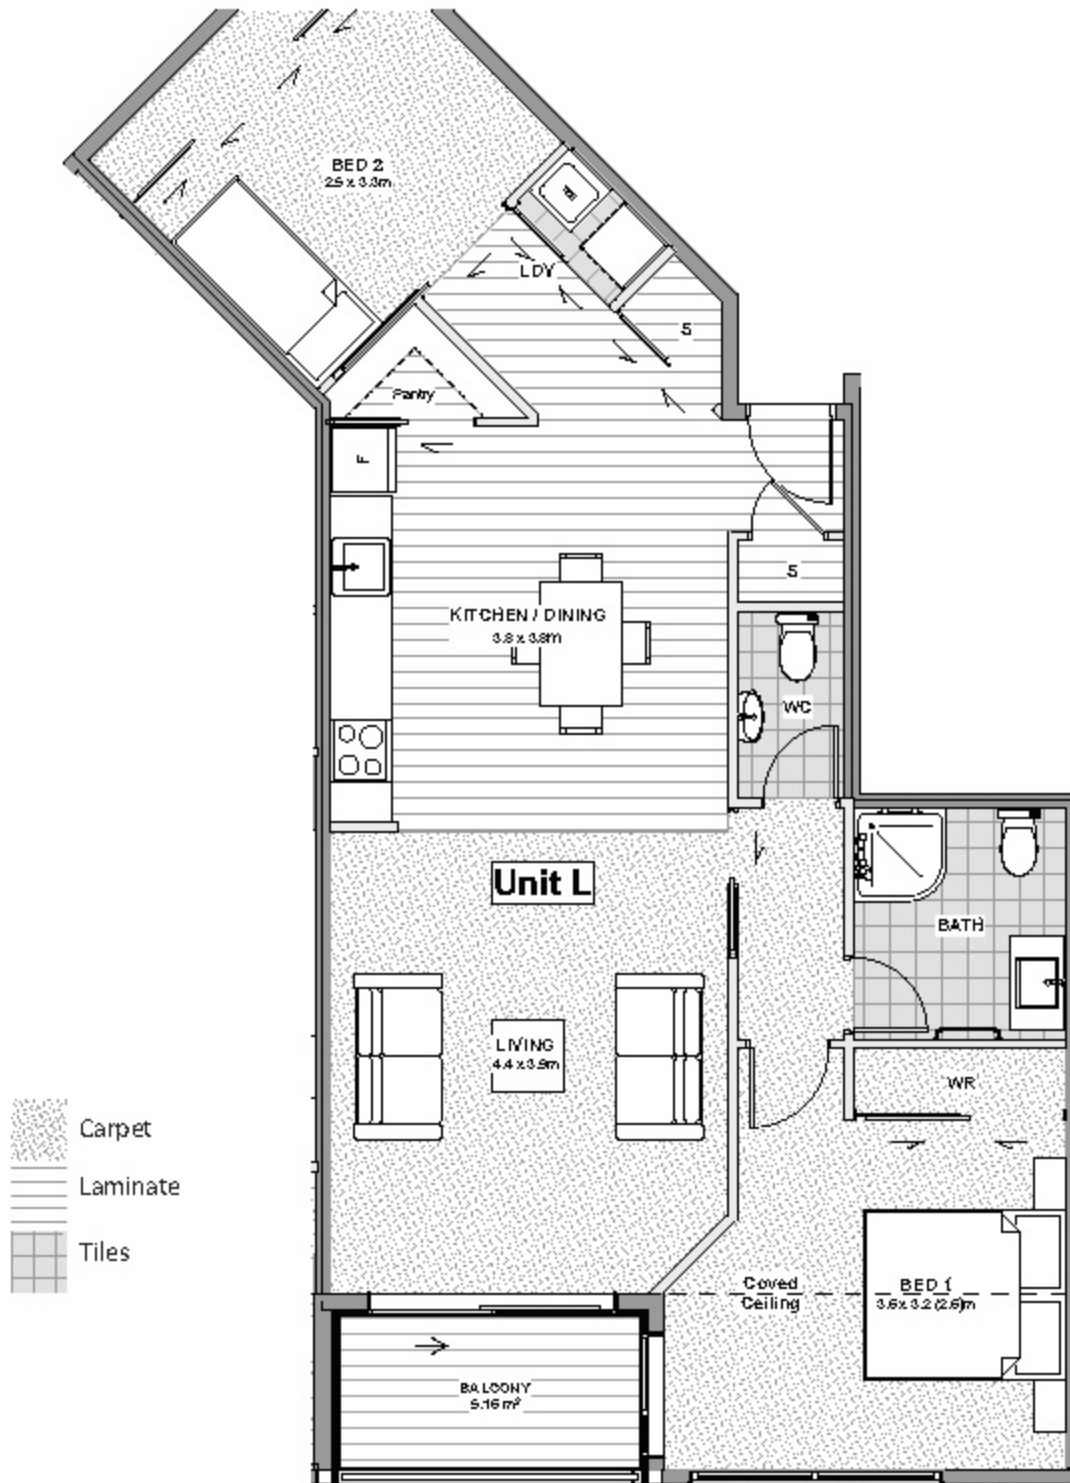 BED 2
2.5 x 3.3m
LDY
S
Pantry
F
S
KITCHEN / DINING
3.8 x 3.8m
WC
Unit L
BATH
LIVING
4.4 x 3.9m
WR
Carpet
Laminate
Tiles
Coved
Ceiling
BED 1
3.6 x 3.2 (2.6)m
BALCONY
5.16 m²